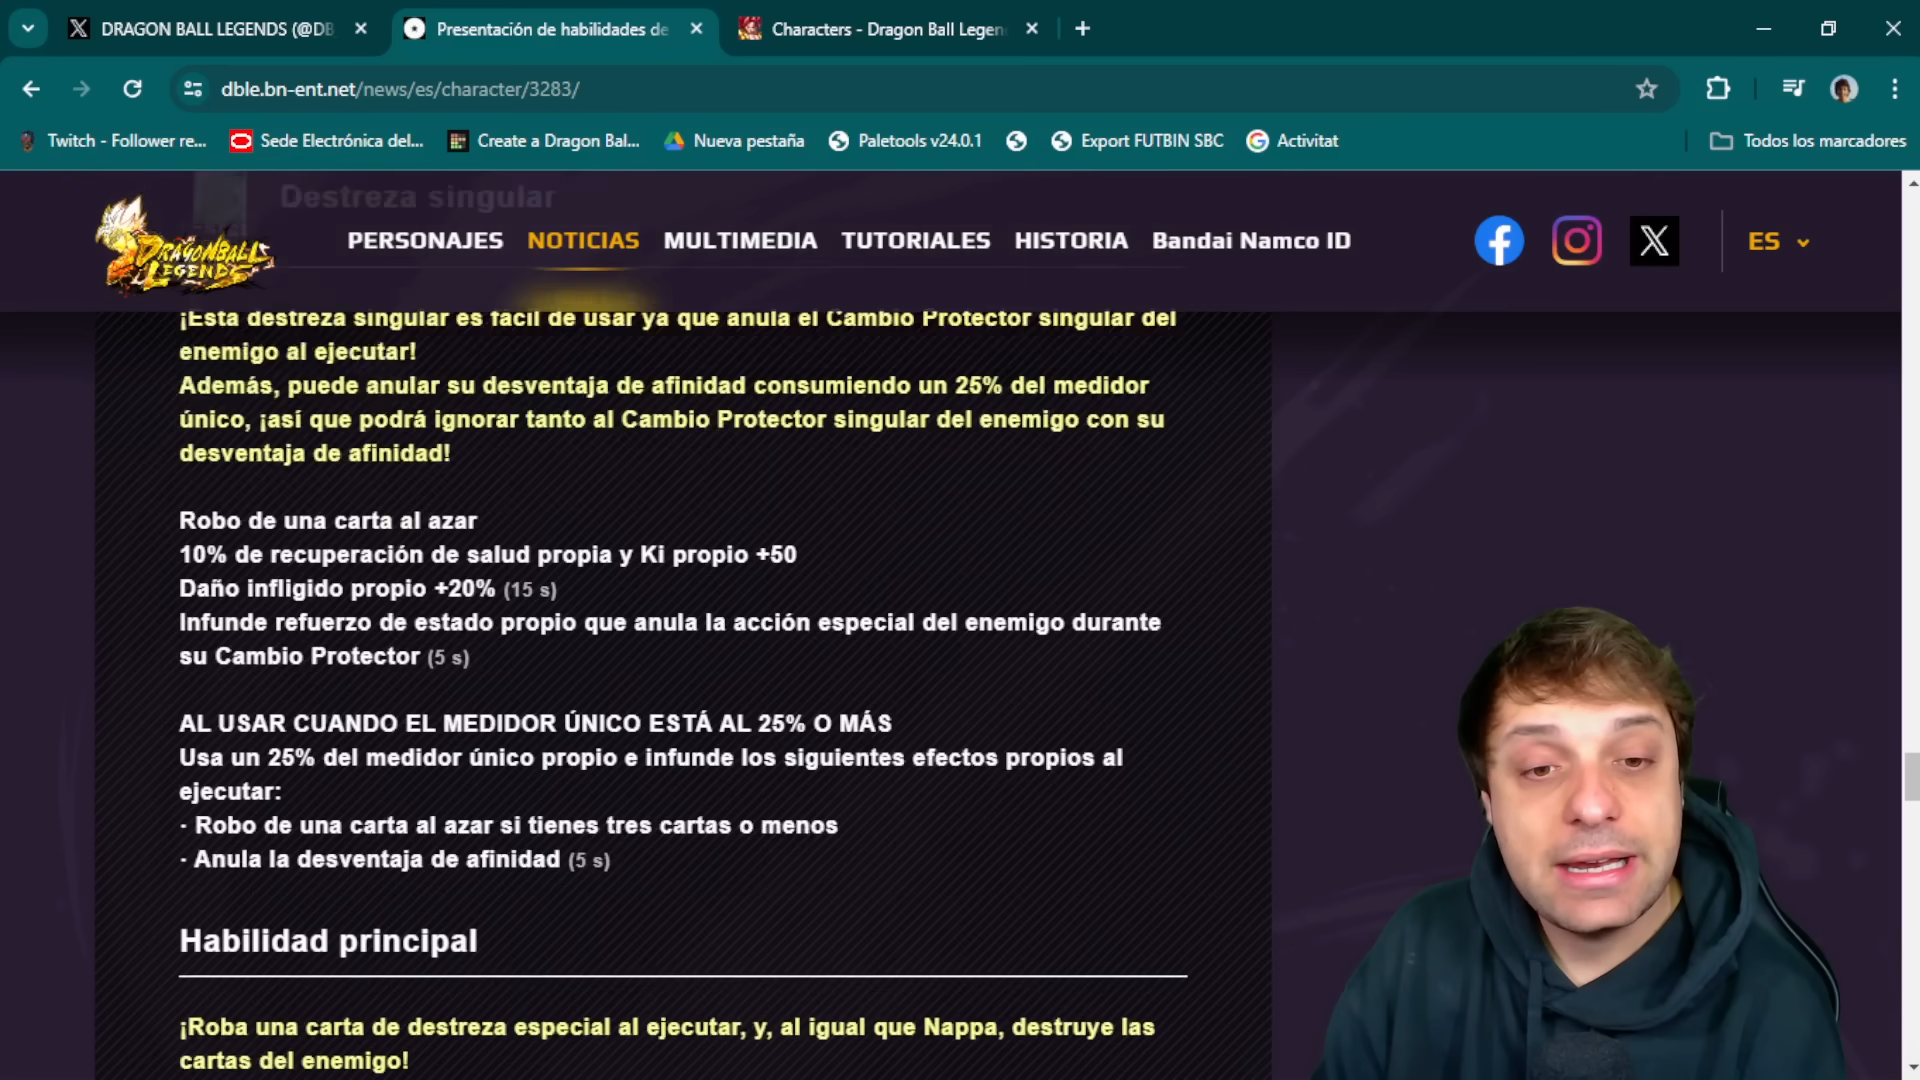 DRAGON BALL LEGENDS (@DB
Presentación de habilidades de
Characters - Dragon Ball Legen
dble.bn-ent.net/news/es/character/3283/
Twitch - Follower re...
Sede Electrónica del...
Create a Dragon Bal...
Nueva pestaña
Paletools v24.0.1
Export FUTBIN SBC
Activitat
Todos los marcadores
Destreza singular
DRAGONBALL
LEGENDS
PERSONAJES
NOTICIAS
MULTIMEDIA
TUTORIALES
HISTORIA
Bandai Namco ID
ES
¡Esta destreza singular es fácil de usar ya que anula el Cambio Protector singular del
enemigo al ejecutar!
Además, puede anular su desventaja de afinidad consumiendo un 25% del medidor
único, ¡así que podrá ignorar tanto al Cambio Protector singular del enemigo con su
desventaja de afinidad!
Robo de una carta al azar
10% de recuperación de salud propia y Ki propio +50
Daño infligido propio +20% (15 s)
Infunde refuerzo de estado propio que anula la acción especial del enemigo durante
su Cambio Protector (5 s)
AL USAR CUANDO EL MEDIDOR ÚNICO ESTÁ AL 25% O MÁS
Usa un 25% del medidor único propio e infunde los siguientes efectos propios al
ejecutar:
· Robo de una carta al azar si tienes tres cartas o menos
· Anula la desventaja de afinidad (5 s)
Habilidad principal
¡Roba una carta de destreza especial al ejecutar, y, al igual que Nappa, destruye las
cartas del enemigo!